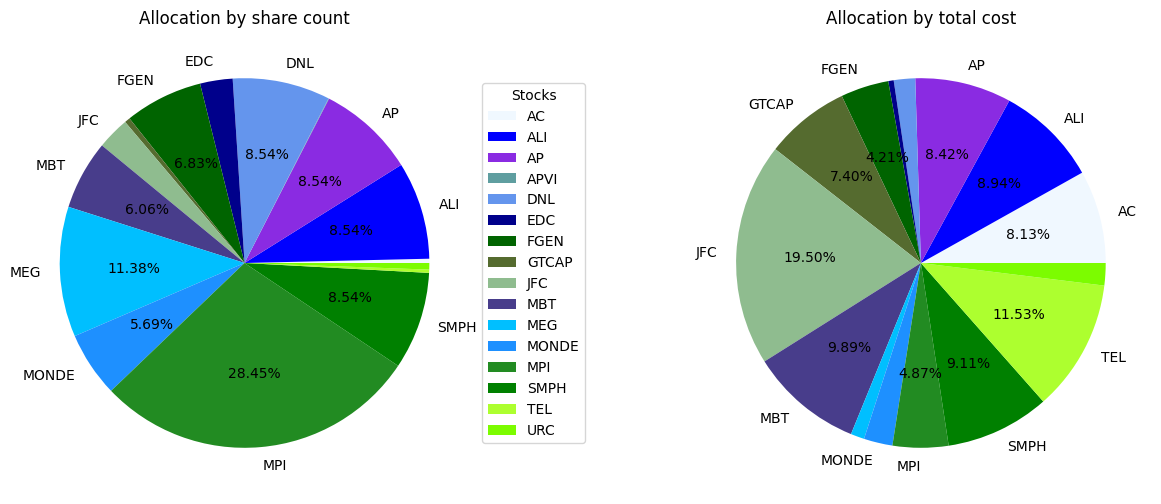 Allocation by share count
Allocation by total cost
EDC
DNL
FGEN
AP
JFC
MBT
ALI
MEG
SMPH
MONDE
MPI
8.54%
6.83%
8.54%
6.06%
8.54%
11.38%
8.54%
5.69%
28.45%
Stocks
AC
ALI
AP
APVI
DNL
EDC
FGEN
GTCAP
JFC
MBT
MEG
MONDE
MPI
SMPH
TEL
URC
FGEN
AP
GTCAP
ALI
AC
JFC
TEL
MBT
SMPH
MONDE
MPI
4.21%
8.42%
7.40%
8.94%
8.13%
19.50%
11.53%
9.89%
9.11%
4.87%